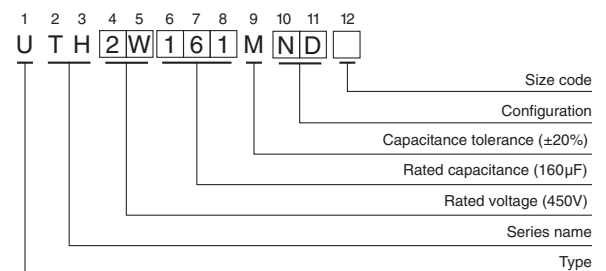 1 2 3 4 5 6 7 8 9 10 11 12
U T H 2 W 1 6 1 M N D
Size code
Configuration
Capacitance tolerance (±20%)
Rated capacitance (160µF)
Rated voltage (450V)
Series name
Type